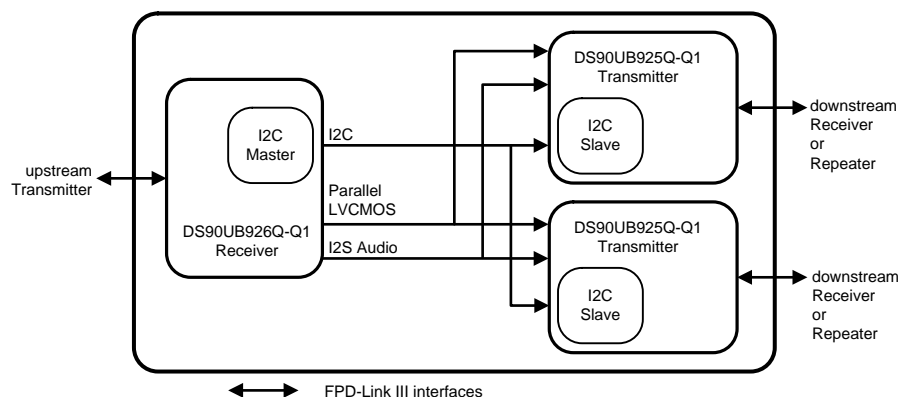 upstream
Transmitter
I2C
Master
DS90UB926Q-Q1
Receiver
I2C
Parallel
LVCMOS
I2S Audio
DS90UB925Q-Q1
Transmitter
I2C
Slave
downstream
Receiver
or
Repeater
DS90UB925Q-Q1
Transmitter
I2C
Slave
downstream
Receiver
or
Repeater
FPD-Link III interfaces